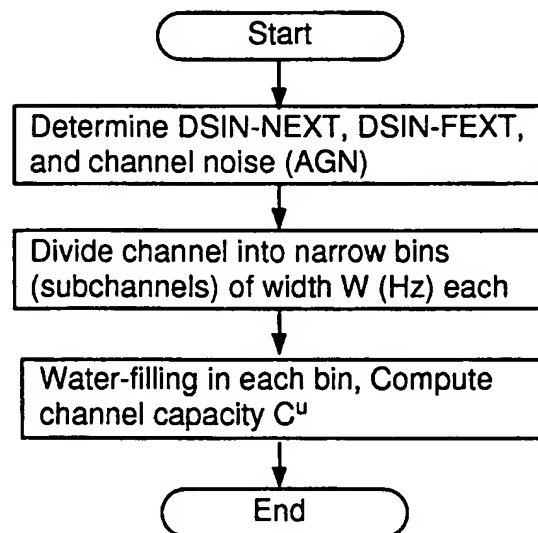 Start
Determine DSIN-NEXT, DSIN-FEXT,
and channel noise (AGN)
Divide channel into narrow bins
(subchannels) of width W (Hz) each
Water-filling in each bin, Compute
channel capacity Cᵘ
End